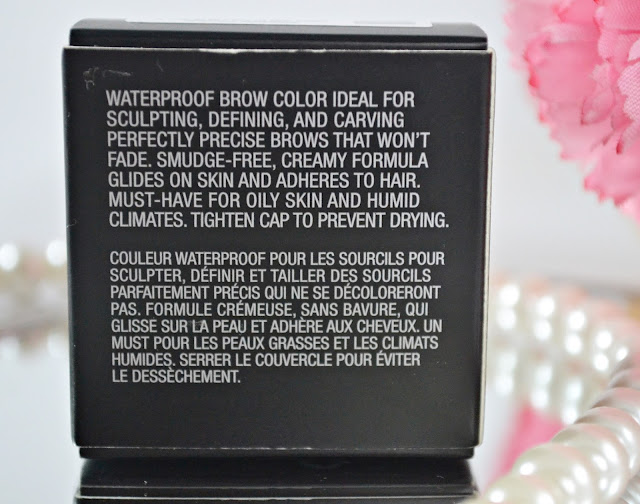 WATERPROOF BROW COLOR IDEAL FOR
SCULPTING, DEFINING, AND CARVING
PERFECTLY PRECISE BROWS THAT WON'T
FADE. SMUDGE-FREE, CREAMY FORMULA
GLIDES ON SKIN AND ADHERES TO HAIR.
MUST-HAVE FOR OILY SKIN AND HUMID
CLIMATES. TIGHTEN CAP TO PREVENT DRYING.
COULEUR WATERPROOF POUR LES SOURCILS POUR
SCULPTER, DÉFINIR ET TAILLER DES SOURCILS
PARFAITEMENT PRÉCIS QUI NE SE DÉCOLORERONT
PAS. FORMULE CRÉMEUSE, SANS BAVURE, QUI
GLISSE SUR LA PEAU ET ADHÈRE AUX CHEVEUX. UN
MUST POUR LES PEAUX GRASSES ET LES CLIMATS
HUMIDES. SERRER LE COUVERCLE POUR ÉVITER
LE DESSÈCHEMENT.